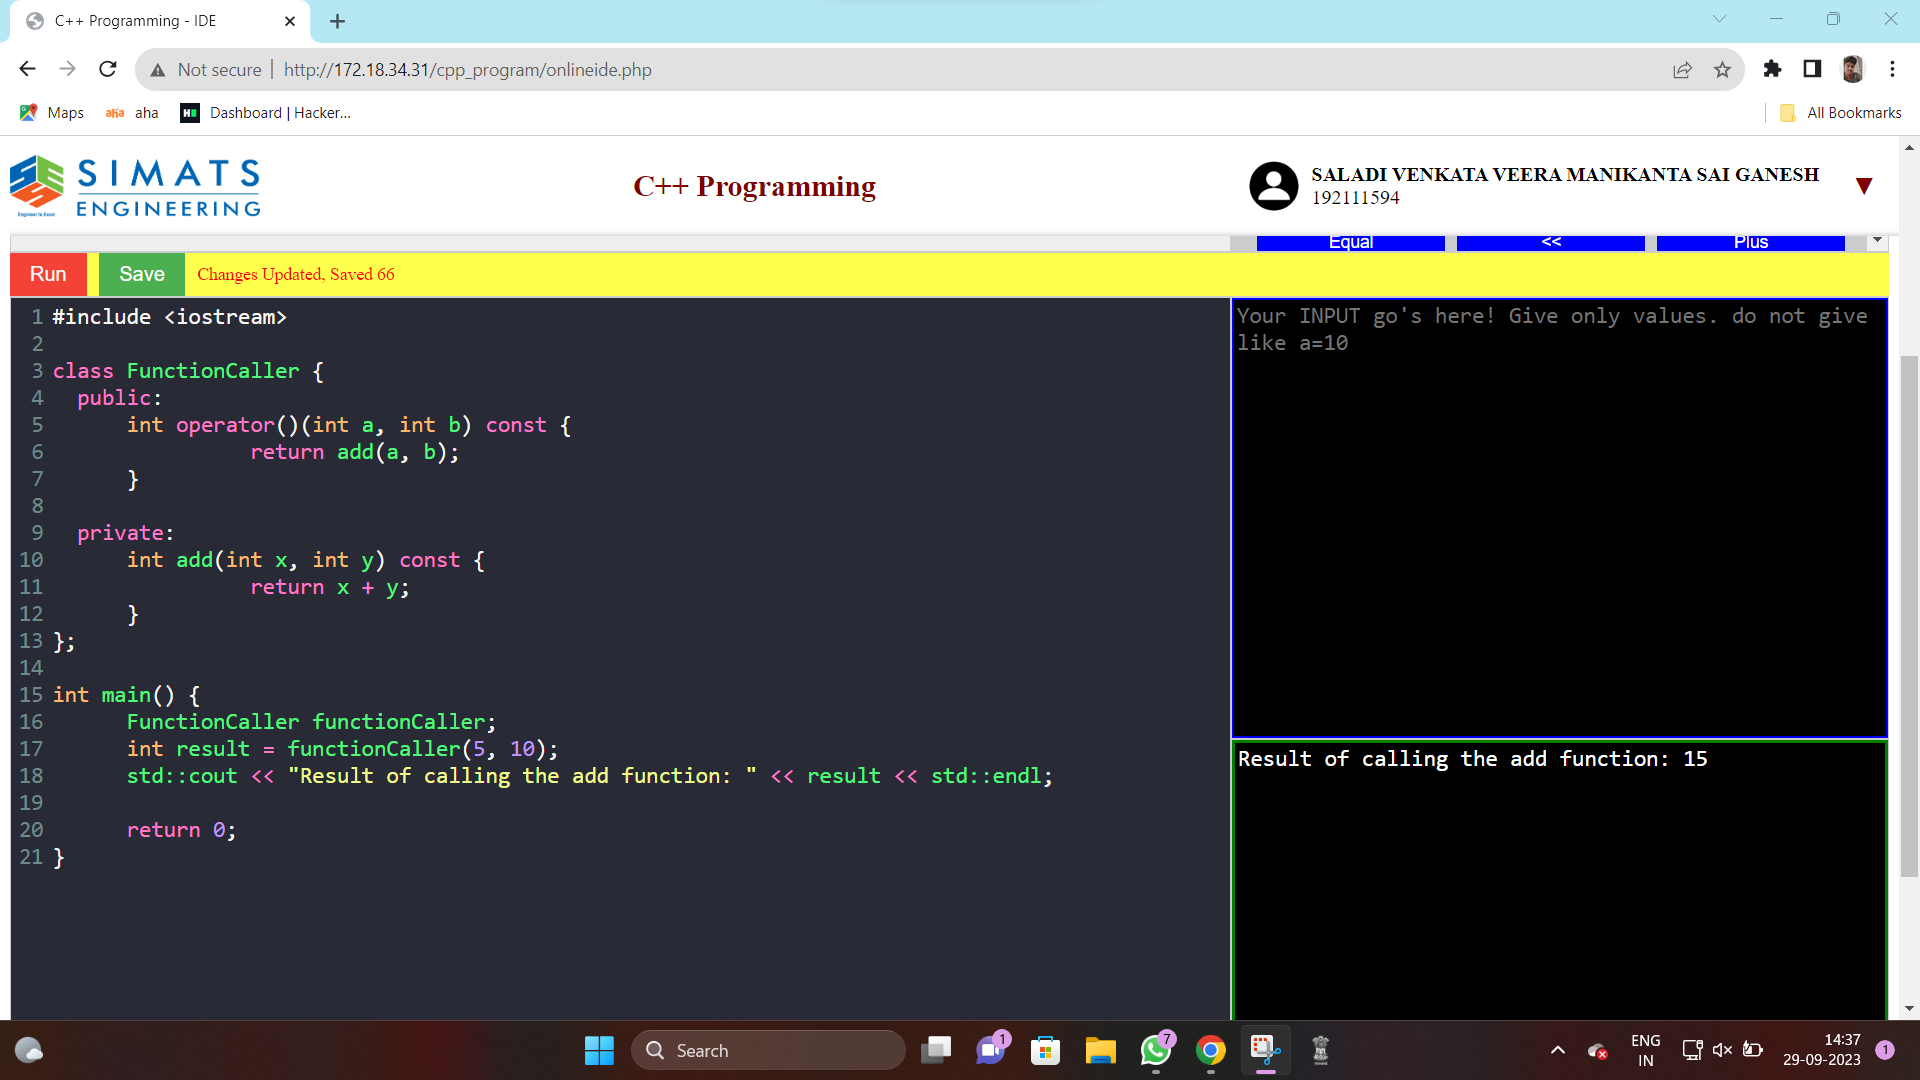 C++ Programming - IDE
Not secure | http://172.18.34.31/cpp_program/onlineide.php
Maps
aha aha
H Dashboard | Hacker...
All Bookmarks
SIMATS
ENGINEERING
Engineer to Excel
C++ Programming
SALADI VENKATA VEERA MANIKANTA SAI GANESH
192111594
Equal << Plus
Run Save Changes Updated, Saved 66
1 #include <iostream>
2
3 class FunctionCaller {
4 public:
5 int operator()(int a, int b) const {
6 return add(a, b);
7 }
8
9 private:
10 int add(int x, int y) const {
11 return x + y;
12 }
13 };
14
15 int main() {
16 FunctionCaller functionCaller;
17 int result = functionCaller(5, 10);
18 std::cout << "Result of calling the add function: " << result << std::endl;
19
20 return 0;
21 }
Your INPUT go's here! Give only values. do not give
like a=10
Result of calling the add function: 15
Search
1
7
ENG
IN
14:37
29-09-2023
1